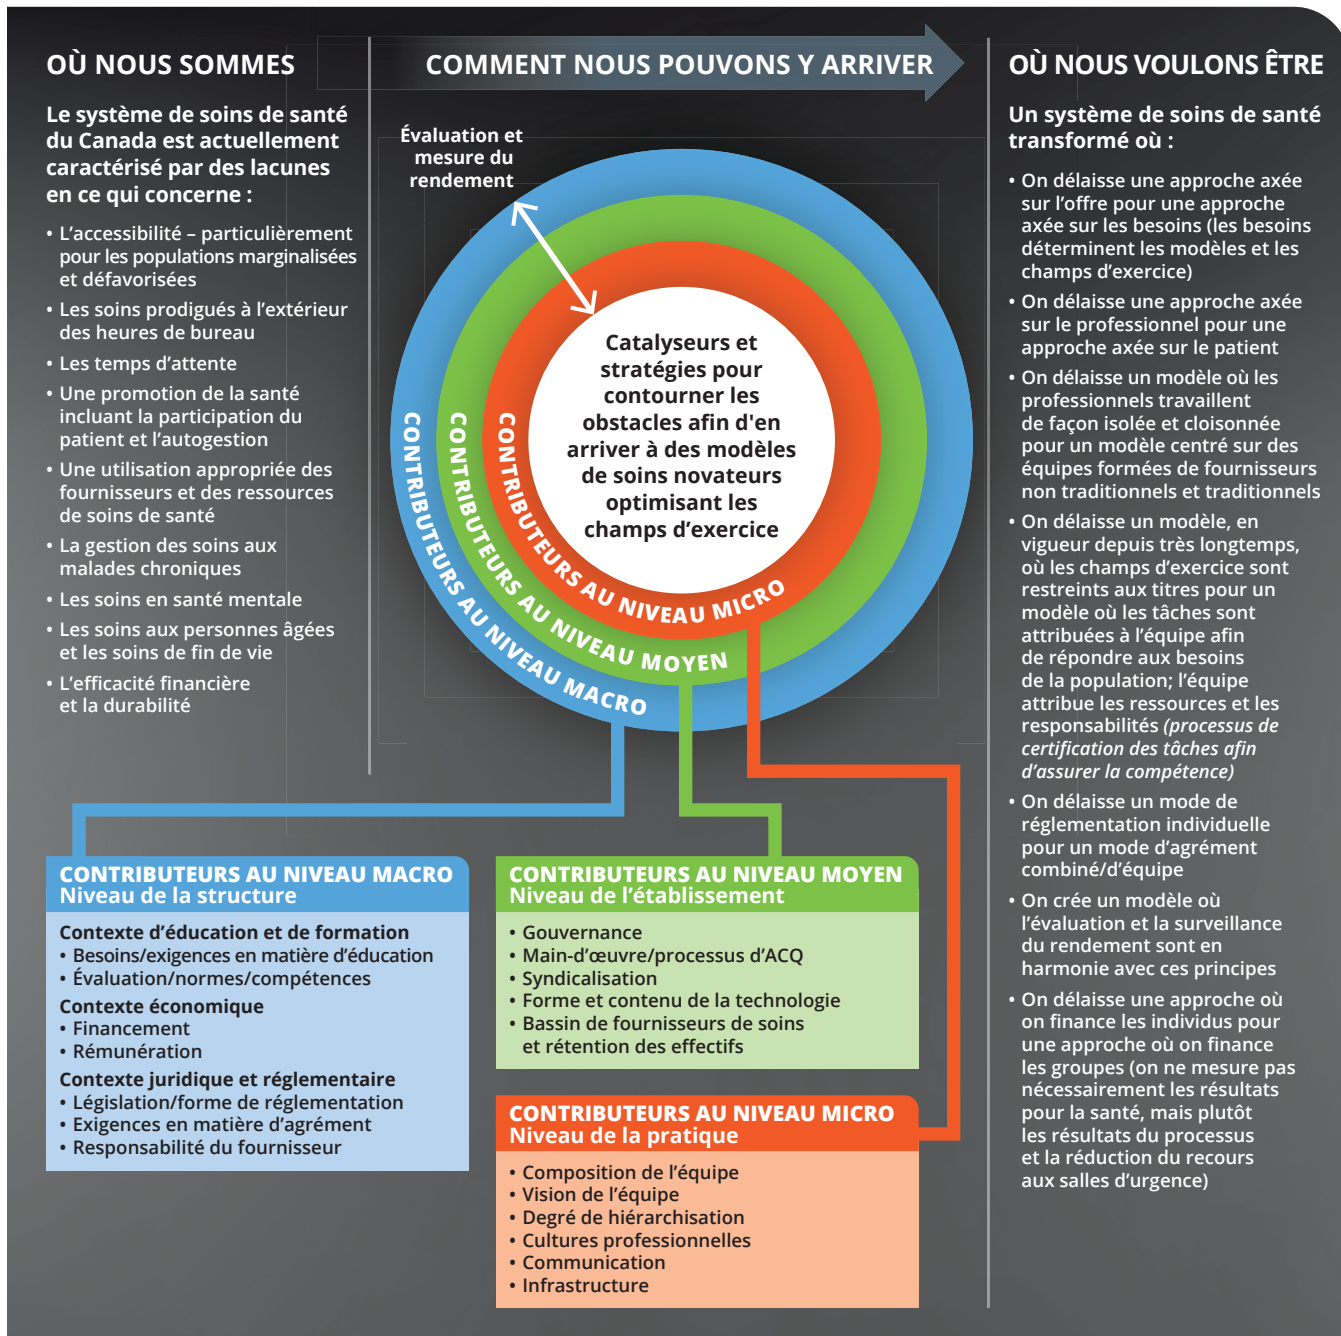 OÙ NOUS SOMMES
Le système de soins de santé
du Canada est actuellement
caractérisé par des lacunes
en ce qui concerne :
• L’accessibilité – particulièrement
pour les populations marginalisées
et défavorisées
• Les soins prodigués à l’extérieur
des heures de bureau
• Les temps d’attente
• Une promotion de la santé
incluant la participation du
patient et l’autogestion
• Une utilisation appropriée des
fournisseurs et des ressources
de soins de santé
• La gestion des soins aux
malades chroniques
• Les soins en santé mentale
• Les soins aux personnes âgées
et les soins de fin de vie
• L’efficacité financière
et la durabilité
COMMENT NOUS POUVONS Y ARRIVER
Évaluation et
mesure du
rendement
Catalyseurs et
stratégies pour
contourner les
obstacles afin d'en
arriver à des modèles
de soins novateurs
optimisant les
champs d’exercice
CONTRIBUTEURS AU NIVEAU MICRO
CONTRIBUTEURS AU NIVEAU MOYEN
CONTRIBUTEURS AU NIVEAU MACRO
CONTRIBUTEURS AU NIVEAU MACRO
Niveau de la structure
Contexte d’éducation et de formation
• Besoins/exigences en matière d’éducation
• Évaluation/normes/compétences
Contexte économique
• Financement
• Rémunération
Contexte juridique et réglementaire
• Législation/forme de réglementation
• Exigences en matière d’agrément
• Responsabilité du fournisseur
CONTRIBUTEURS AU NIVEAU MOYEN
Niveau de l’établissement
• Gouvernance
• Main-d’œuvre/processus d’ACQ
• Syndicalisation
• Forme et contenu de la technologie
• Bassin de fournisseurs de soins
et rétention des effectifs
CONTRIBUTEURS AU NIVEAU MICRO
Niveau de la pratique
• Composition de l’équipe
• Vision de l’équipe
• Degré de hiérarchisation
• Cultures professionnelles
• Communication
• Infrastructure
OÙ NOUS VOULONS ÊTRE
Un système de soins de santé
transformé où :
• On délaisse une approche axée
sur l’offre pour une approche
axée sur les besoins (les besoins
déterminent les modèles et les
champs d’exercice)
• On délaisse une approche axée
sur le professionnel pour une
approche axée sur le patient
• On délaisse un modèle où les
professionnels travaillent
de façon isolée et cloisonnée
pour un modèle centré sur des
équipes formées de fournisseurs
non traditionnels et traditionnels
• On délaisse un modèle, en
vigueur depuis très longtemps,
où les champs d’exercice sont
restreints aux titres pour un
modèle où les tâches sont
attribuées à l’équipe afin
de répondre aux besoins
de la population; l’équipe
attribue les ressources et les
responsabilités (processus de
certification des tâches afin
d’assurer la compétence)
• On délaisse un mode de
réglementation individuelle
pour un mode d’agrément
combiné/d’équipe
• On crée un modèle où
l’évaluation et la surveillance
du rendement sont en
harmonie avec ces principes
• On délaisse une approche où
on finance les individus pour
une approche où on finance
les groupes (on ne mesure pas
nécessairement les résultats
pour la santé, mais plutôt
les résultats du processus
et la réduction du recours
aux salles d’urgence)